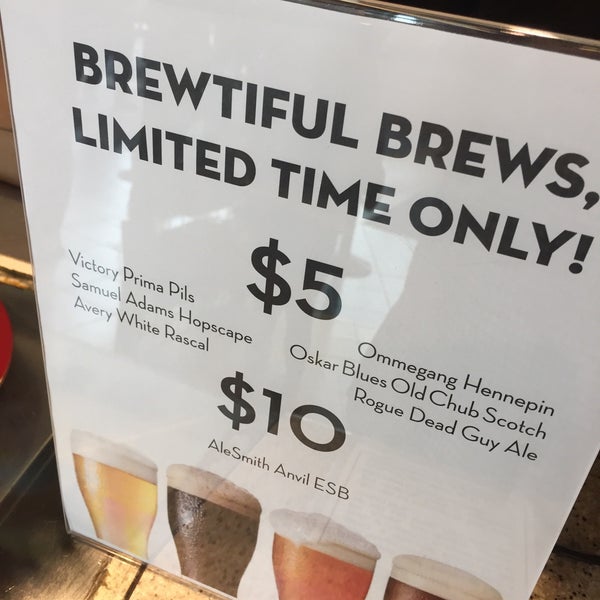 BREWTIFUL BREWS,
LIMITED TIME ONLY!
$5
Victory Prima Pils
Samuel Adams Hopscape
Avery White Rascal
Ommegang Hennepin
Oskar Blues Old Chub Scotch
Rogue Dead Guy Ale
$10
AleSmith Anvil ESB